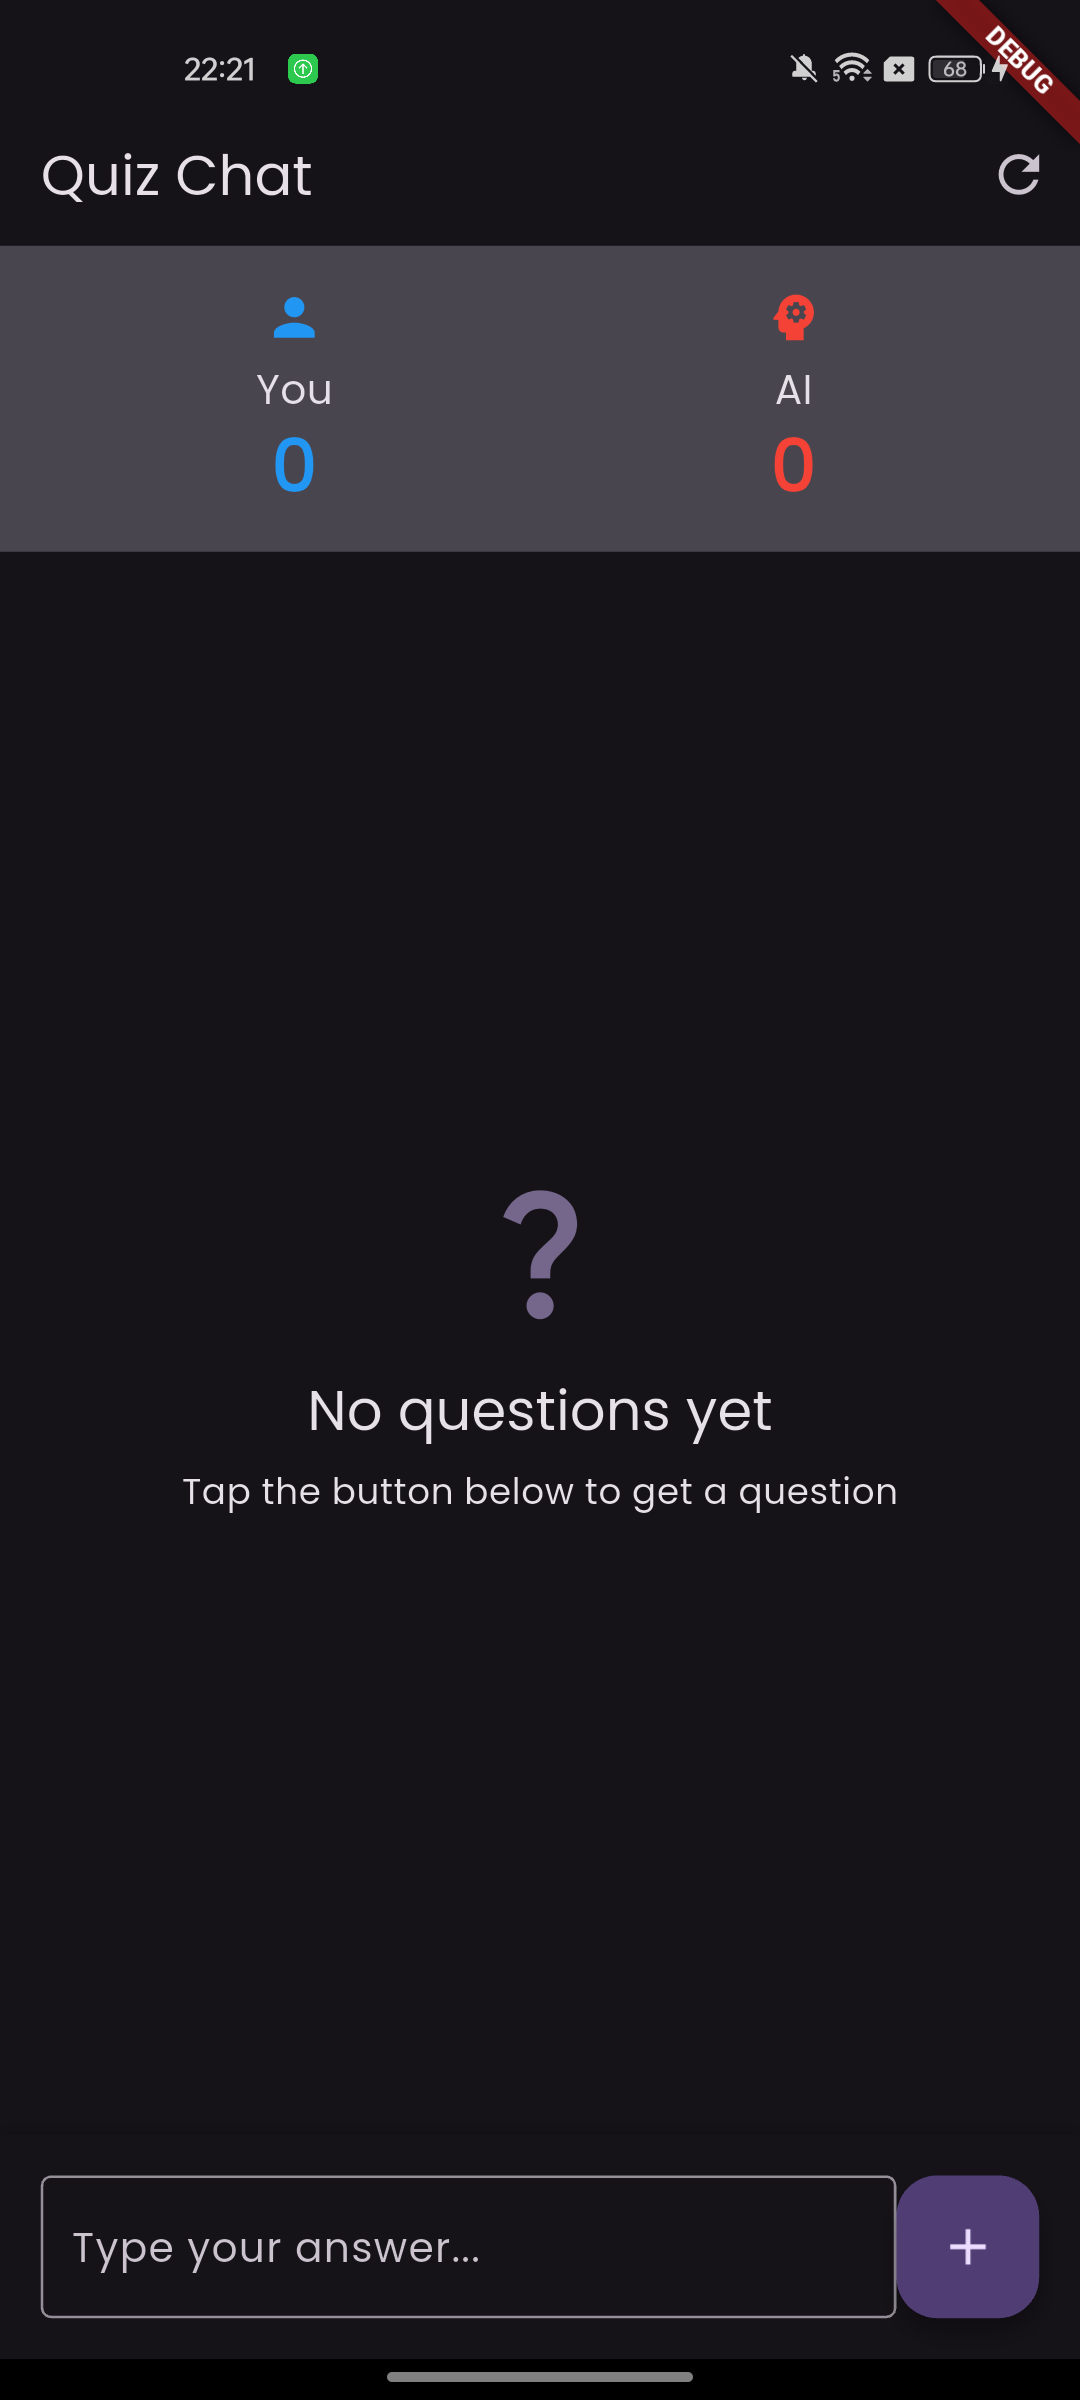 22:21
5
68
DEBUG
Quiz Chat
You
AI
0
0
?
No questions yet
Tap the button below to get a question
Type your answer...
+